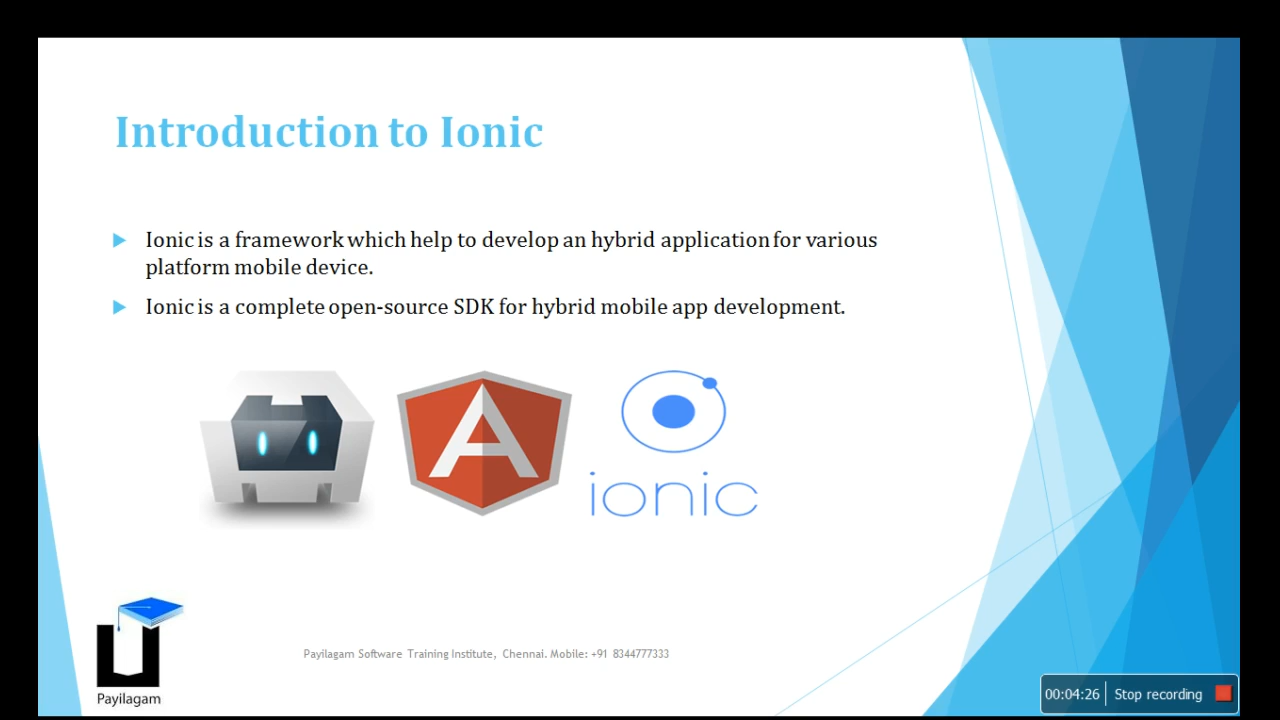 Introduction to Ionic
Ionic is a framework which help to develop an hybrid application for various
platform mobile device.
Ionic is a complete open-source SDK for hybrid mobile app development.
ionic
Payilagam
Payilagam Software Training Institute, Chennai. Mobile: +91 8344777333
00:04:26 Stop recording